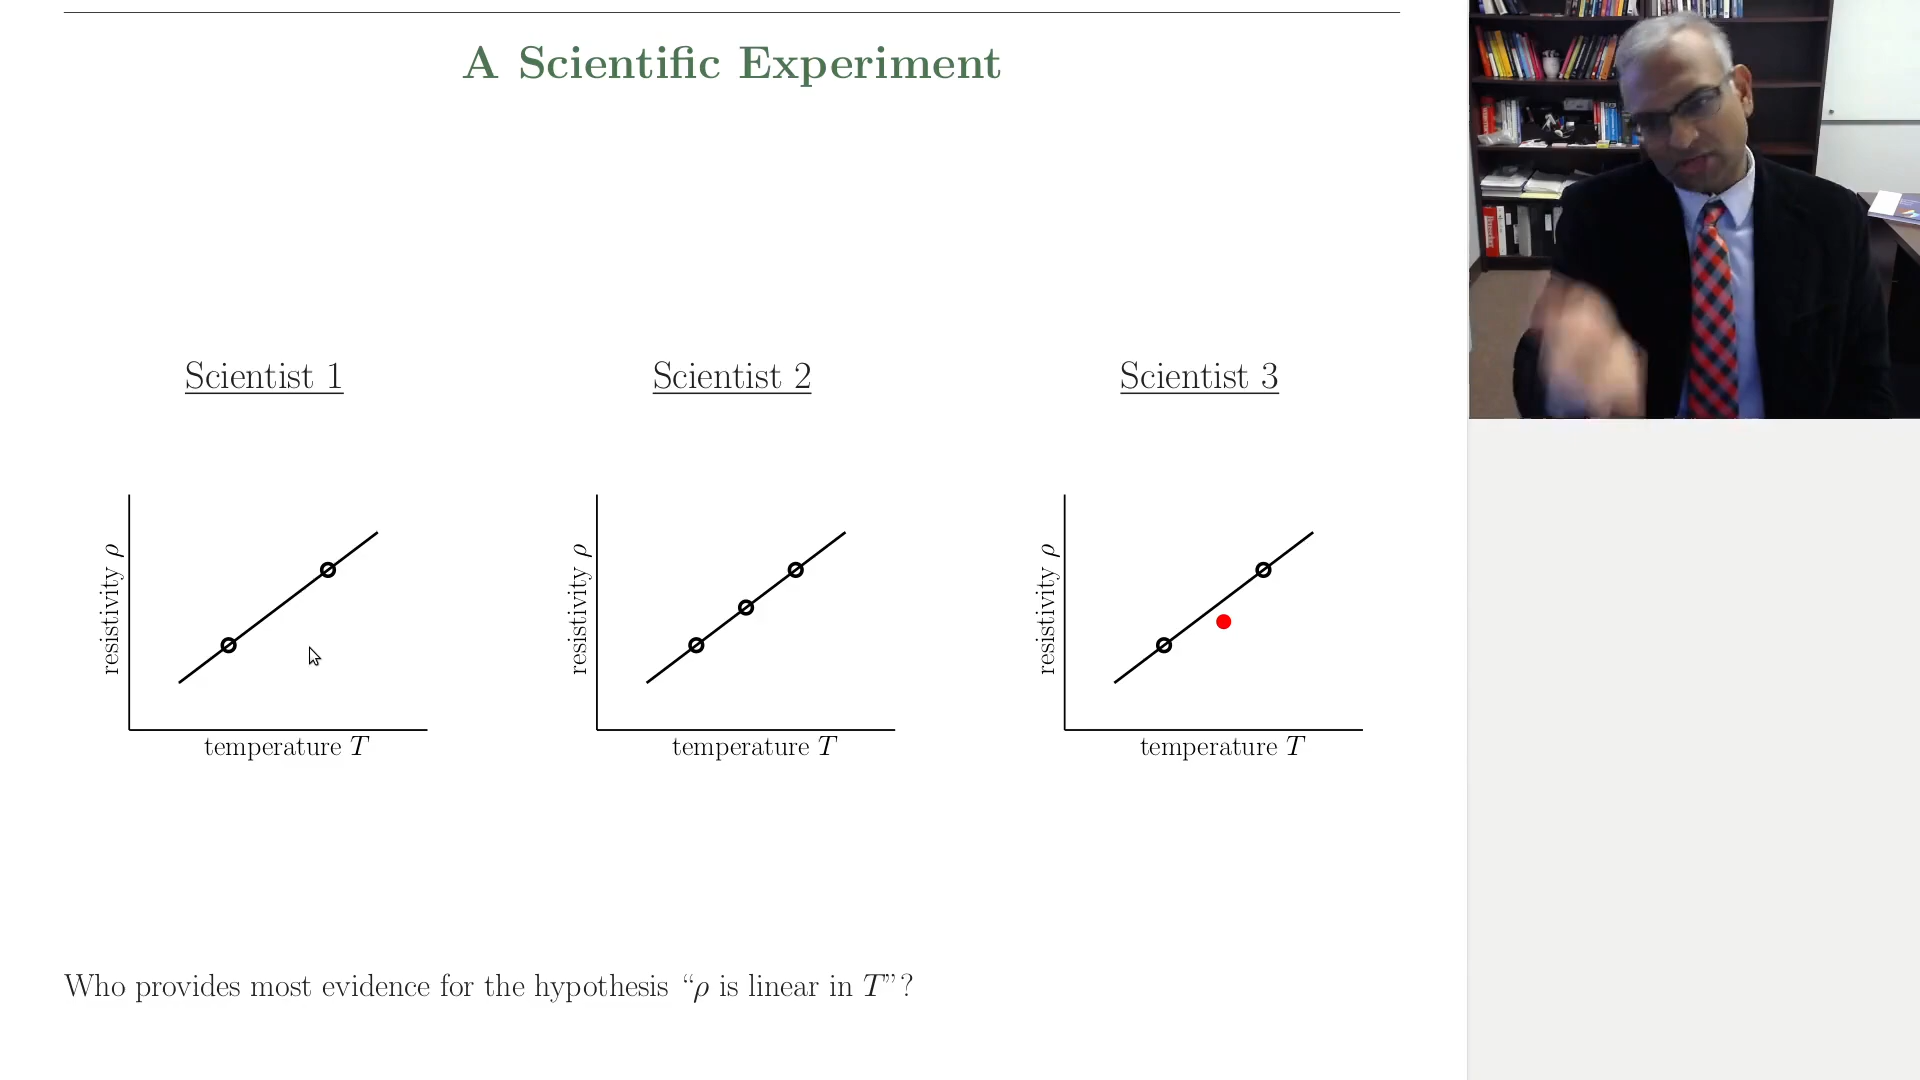 A Scientific Experiment
Scientist 1
Scientist 2
Scientist 3
resistivity ρ
temperature T
resistivity ρ
temperature T
resistivity ρ
temperature T
Who provides most evidence for the hypothesis “ρ is linear in T”?